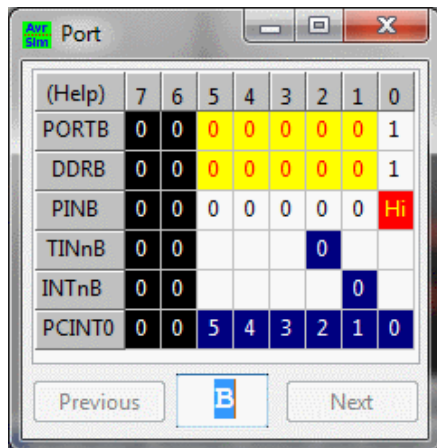 Avr Sim Port
(Help) 7 6 5 4 3 2 1 0
PORTB 0 0 0 0 0 0 0 1
DDRB 0 0 0 0 0 0 0 1
PINB 0 0 0 0 0 0 0 Hi
TINnB 0 0 0
INTnB 0 0 0
PCINT0 0 0 5 4 3 2 1 0
Previous B Next